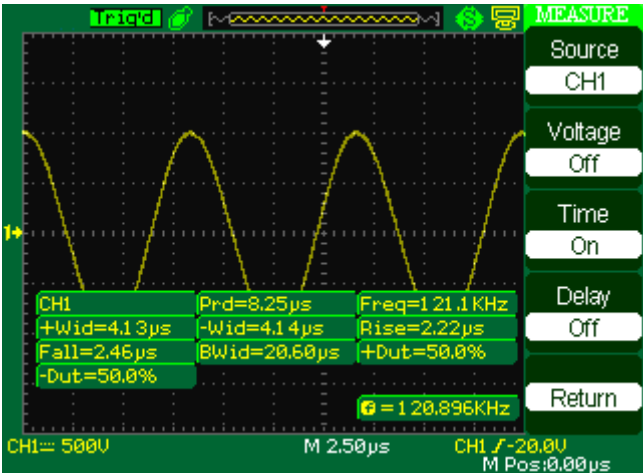 Trig'd
MEASURE
Source
CH1
Voltage
Off
Time
On
Delay
Off
Return
1
CH1 Prd=8.25µs Freq=121.1KHz
+Wid=4.13µs -Wid=4.14µs Rise=2.22µs
Fall=2.46µs BWid=20.60µs +Dut=50.0%
-Dut=50.0%
f=120.896KHz
CH1 500V M 2.50µs CH1 -20.0V
M Pos:0.00µs